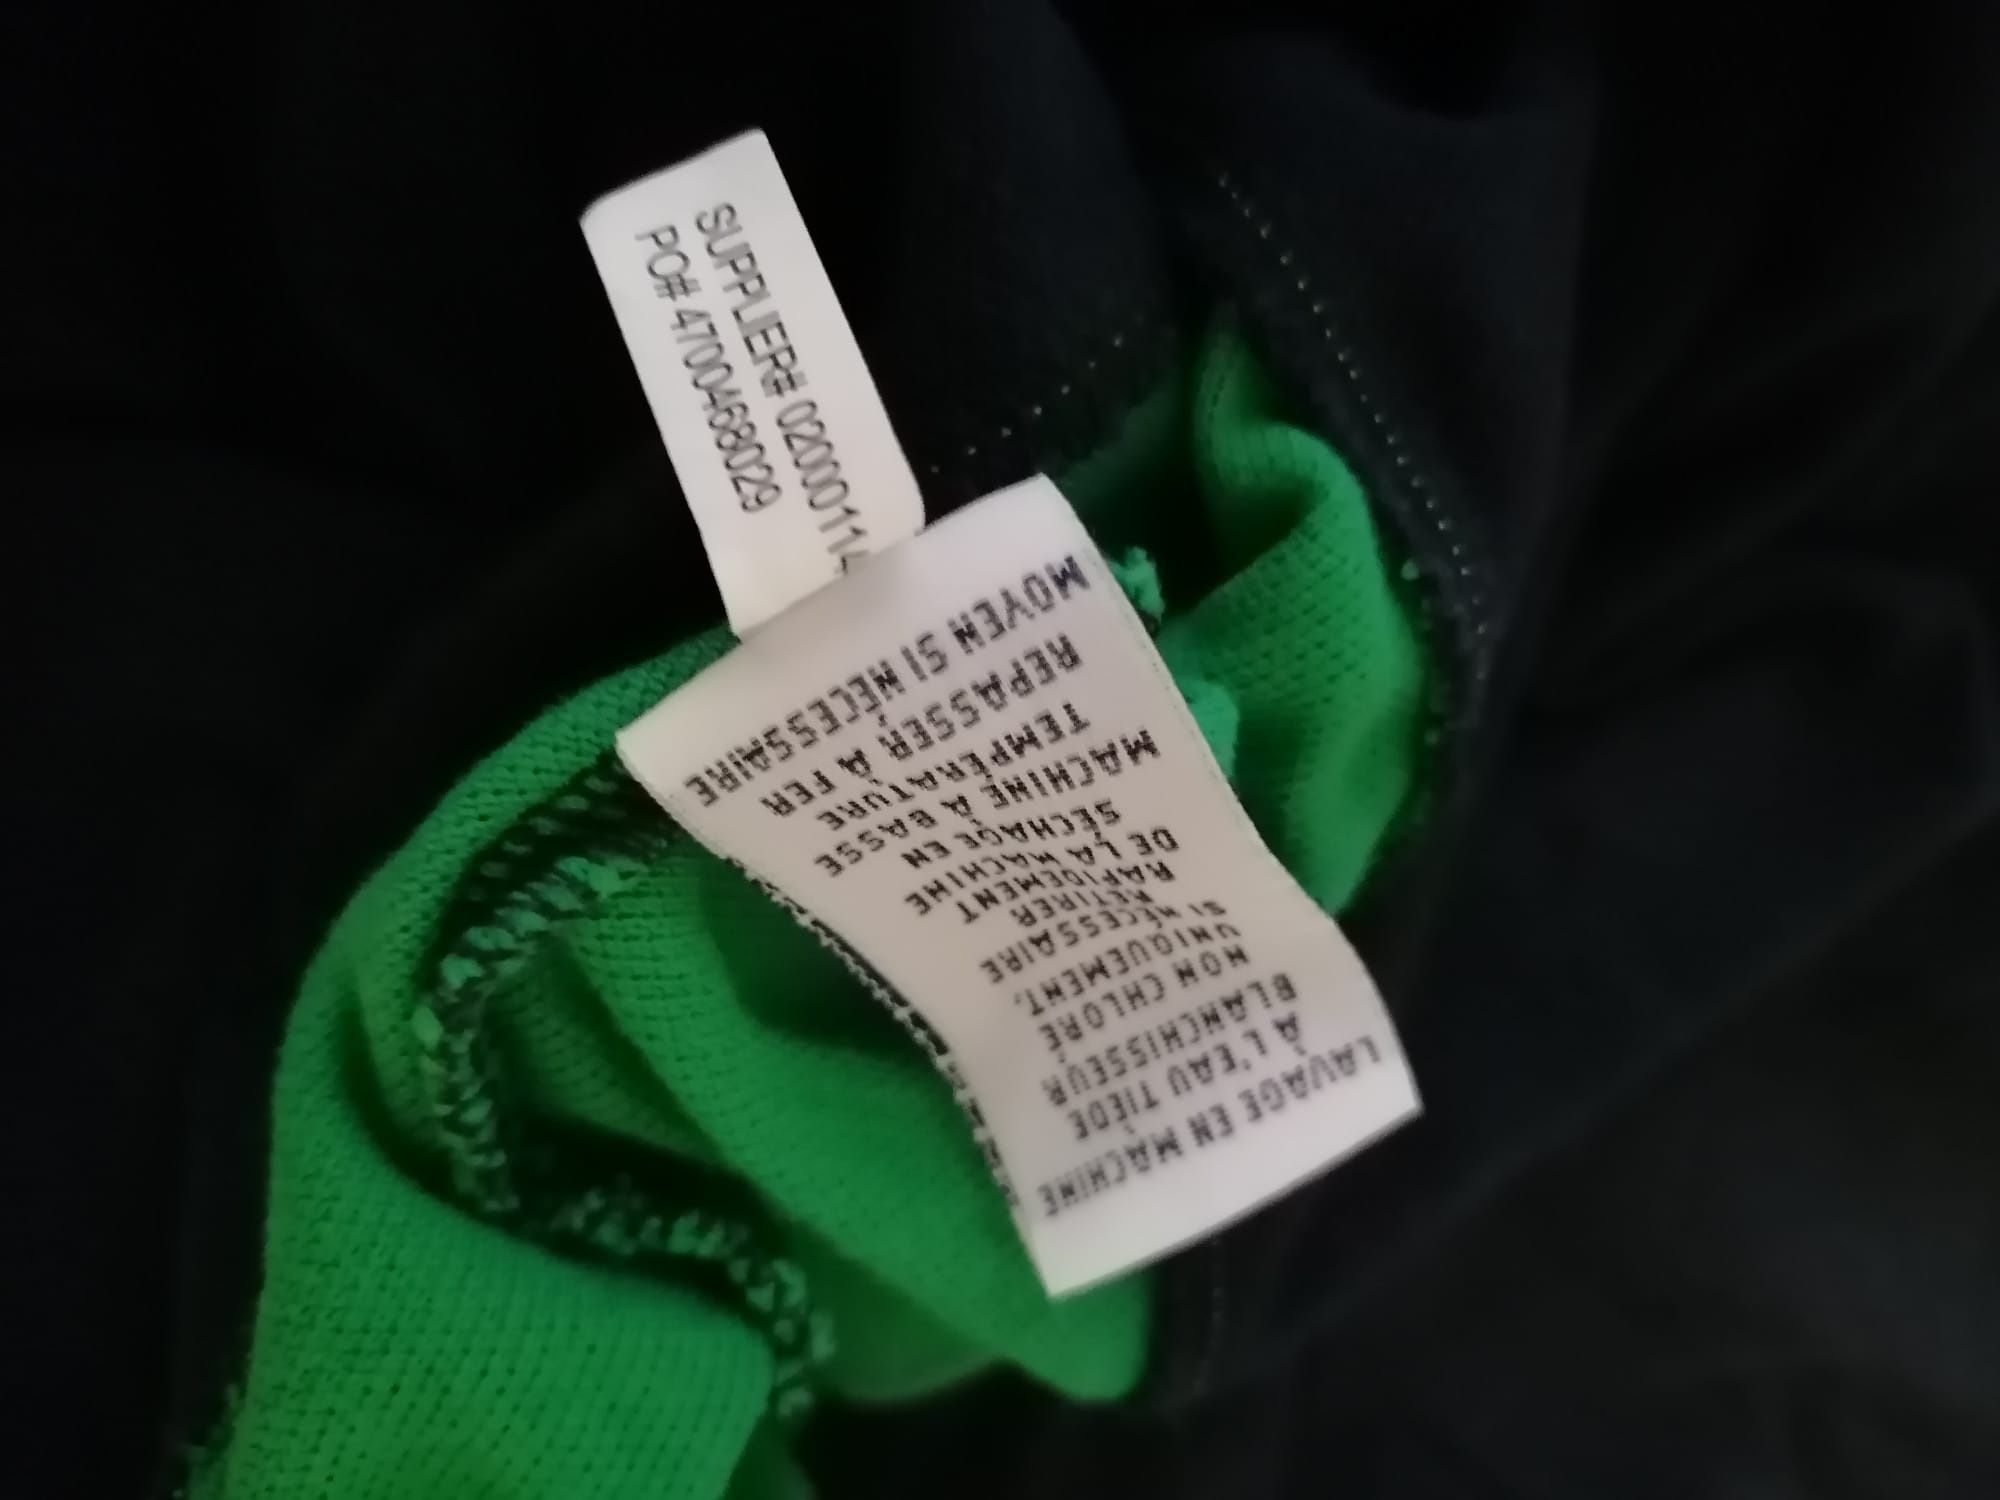 SUPPLIER# 02000114
PO# 4700468029
LAVAGE EN MACHINE
À L'EAU TIÈDE
BLANCHISSEUR
NON CHLORÉ
UNIQUEMENT,
SI NÉCESSAIRE
RETIRER
RAPIDEMENT
DE LA MACHINE
SÉCHAGE EN
MACHINE À BASSE
TEMPÉRATURE
REPASSER À FER
MOYEN SI NÉCESSAIRE